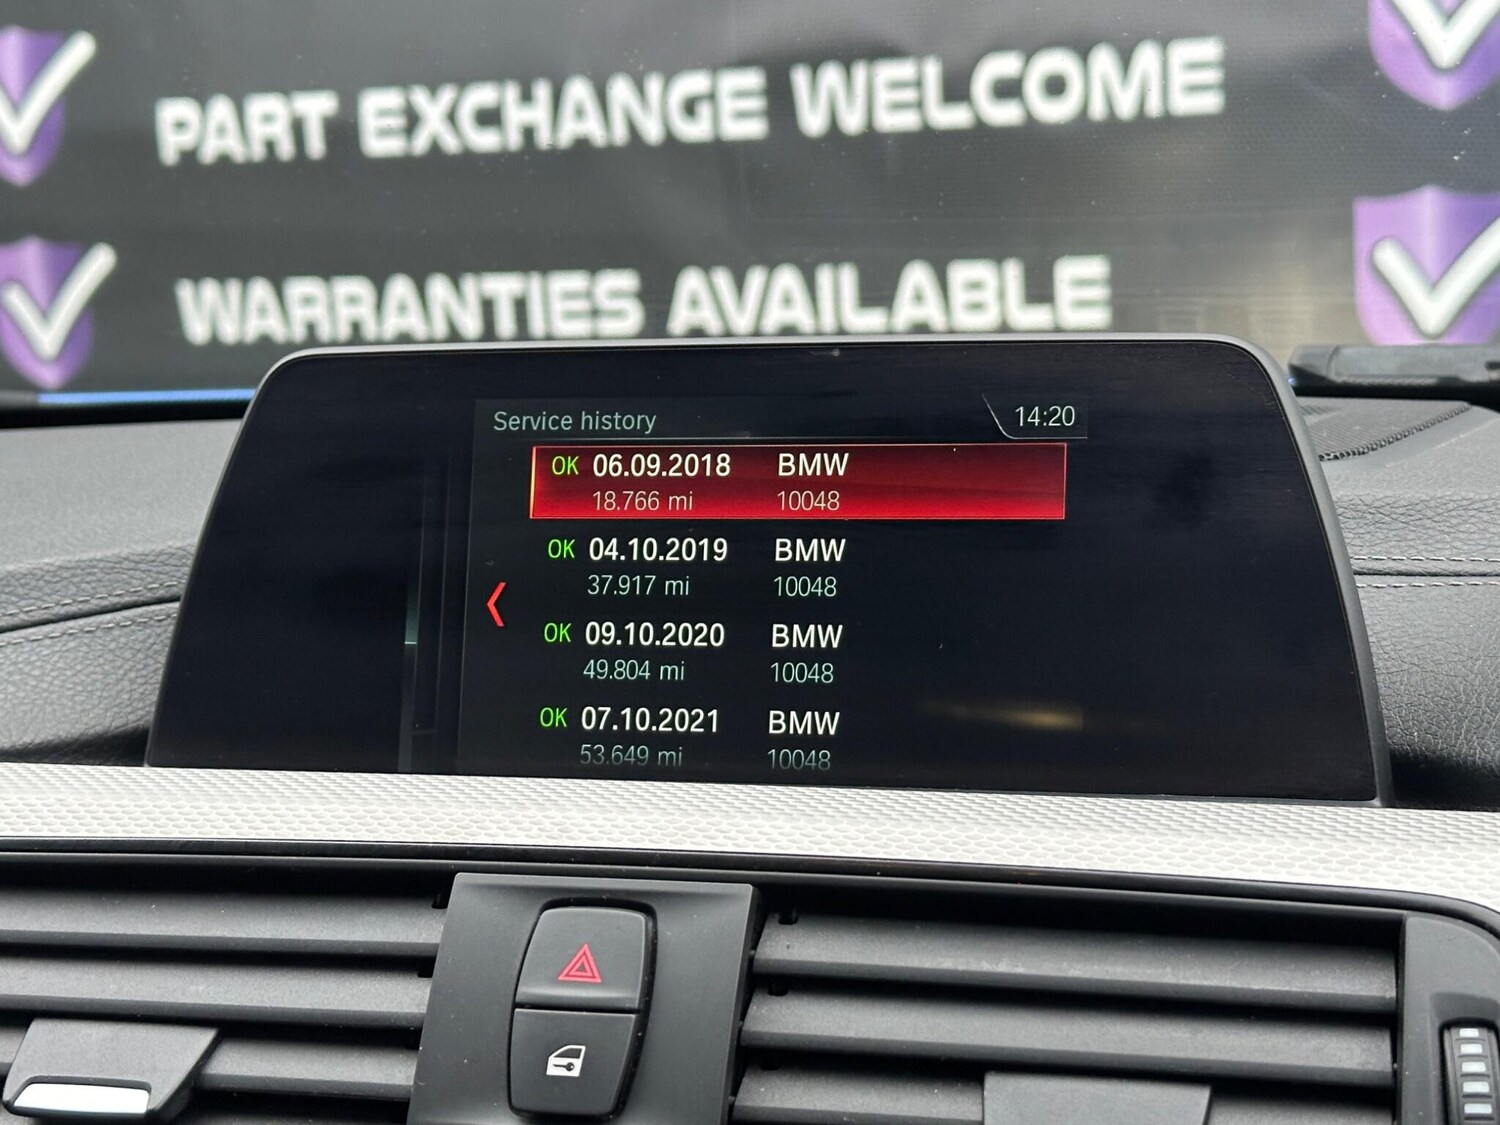 PART EXCHANGE WELCOME
WARRANTIES AVAILABLE
Service history 14:20
OK 06.09.2018 BMW
18.766 mi 10048
OK 04.10.2019 BMW
37.917 mi 10048
OK 09.10.2020 BMW
49.804 mi 10048
OK 07.10.2021 BMW
53.649 mi 10048